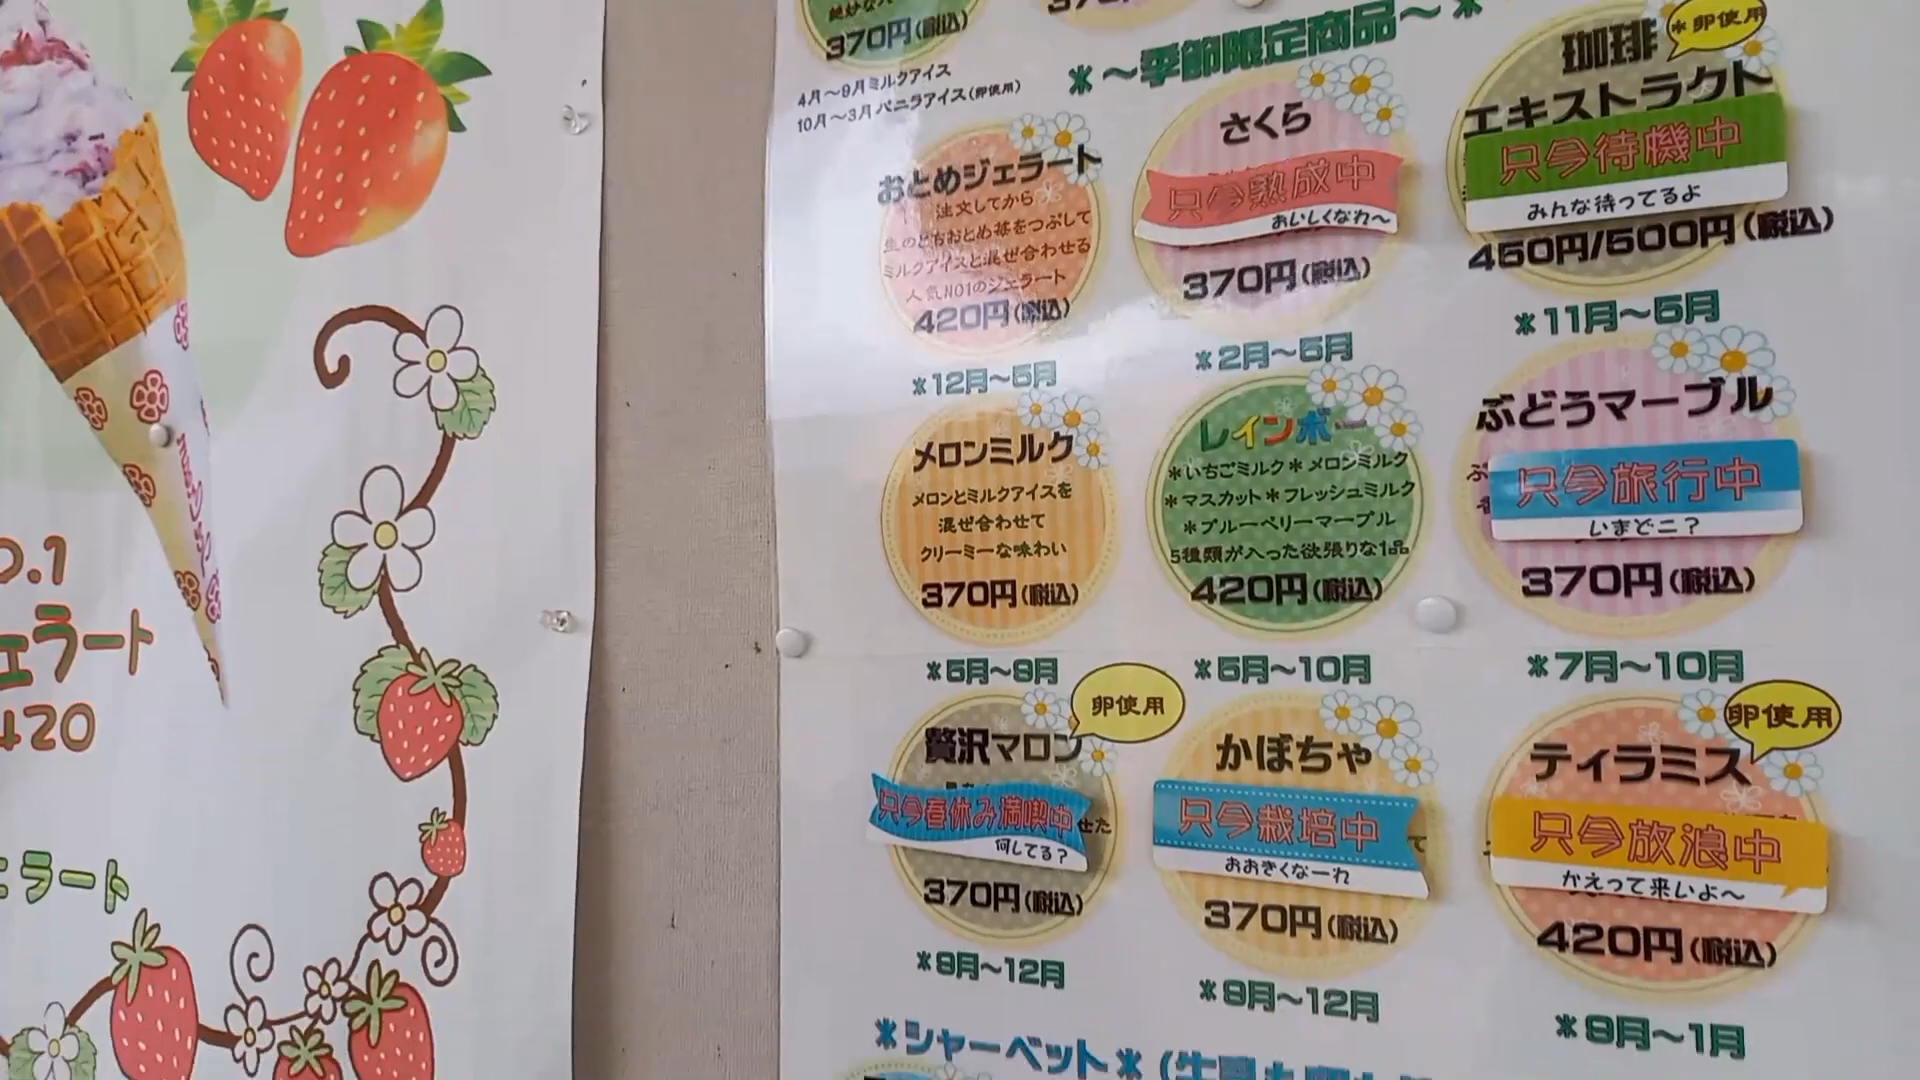 370円(税込)
4月～9月ミルクアイス
10月～3月バニラアイス(卵使用)
＊～季節限定商品～＊
おとめジェラート
注文してから
生のとちおとめ苺をつぶして
ミルクアイスと混ぜ合わせる
人気NO1のジェラート
420円(税込)
＊12月～5月
さくら
只今熟成中
おいしくなれ～
370円(税込)
＊2月～5月
珈琲
＊卵使用
エキストラクト
只今待機中
みんな待ってるよ
450円/500円(税込)
＊11月～5月
メロンミルク
メロンとミルクアイスを
混ぜ合わせて
クリーミーな味わい
370円(税込)
＊5月～9月
レインボー
＊いちごミルク＊メロンミルク
＊マスカット＊フレッシュミルク
＊ブルーベリーマーブル
5種類が入った欲張りな1品
420円(税込)
＊5月～10月
ぶどうマーブル
只今旅行中
いまどこ？
370円(税込)
＊7月～10月
贅沢マロン
卵使用
只今春休み満喫中
せた
何してる？
370円(税込)
＊9月～12月
かぼちゃ
只今栽培中
おおきくなーれ
370円(税込)
＊9月～12月
ティラミス
卵使用
只今放浪中
かえって来いよ～
420円(税込)
＊9月～1月
＊シャーベット＊
.1
ェラート
420
ェラート